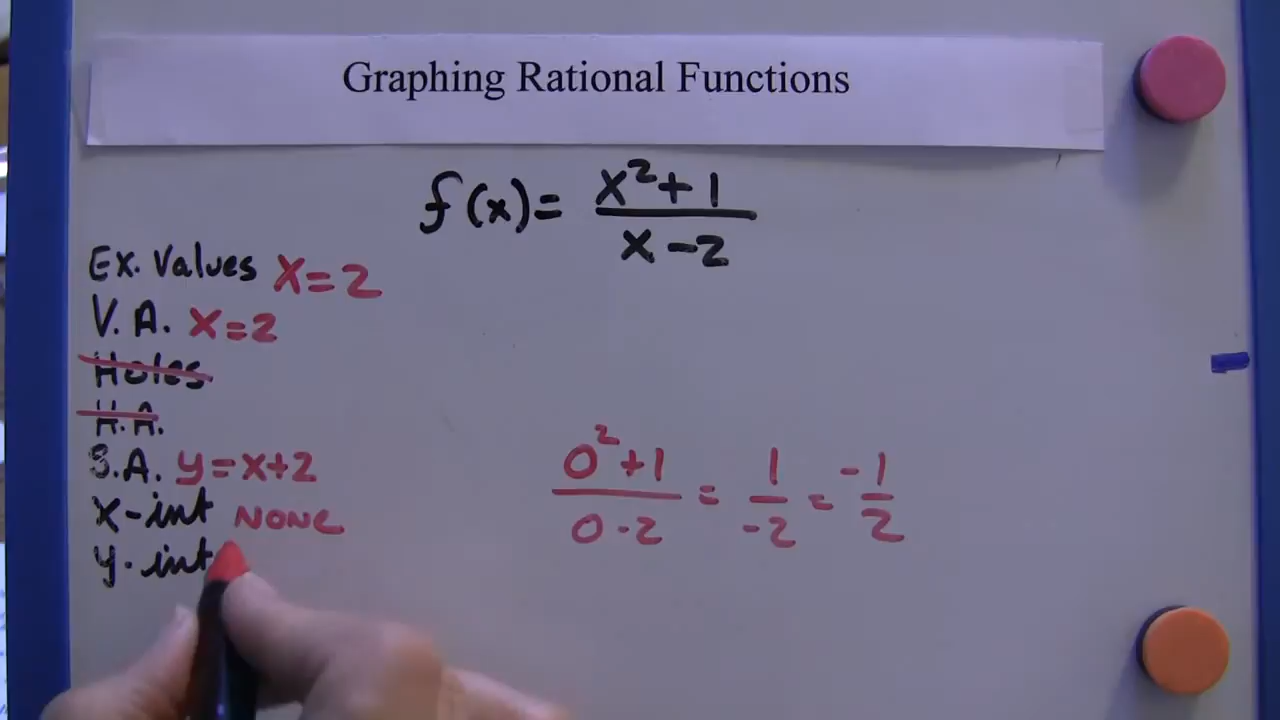 Graphing Rational Functions
f(x) = (x² + 1)/(x - 2)
Ex. Values x = 2
V. A. x = 2
Holes
H.A.
S.A. y = x + 2
x-int NONE
y-int
(0² + 1)/(0 - 2) = 1/-2 = -1/2